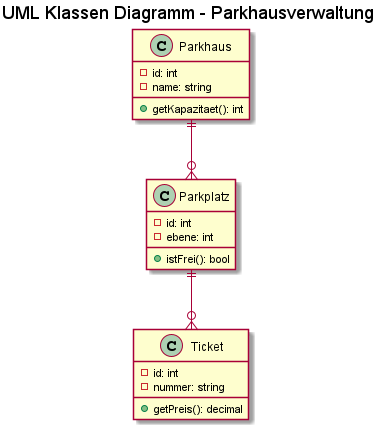 UML Klassen Diagramm - Parkhausverwaltung
C Parkhaus
id: int
name: string
getKapazitaet(): int
C Parkplatz
id: int
ebene: int
istFrei(): bool
C Ticket
id: int
nummer: string
getPreis(): decimal